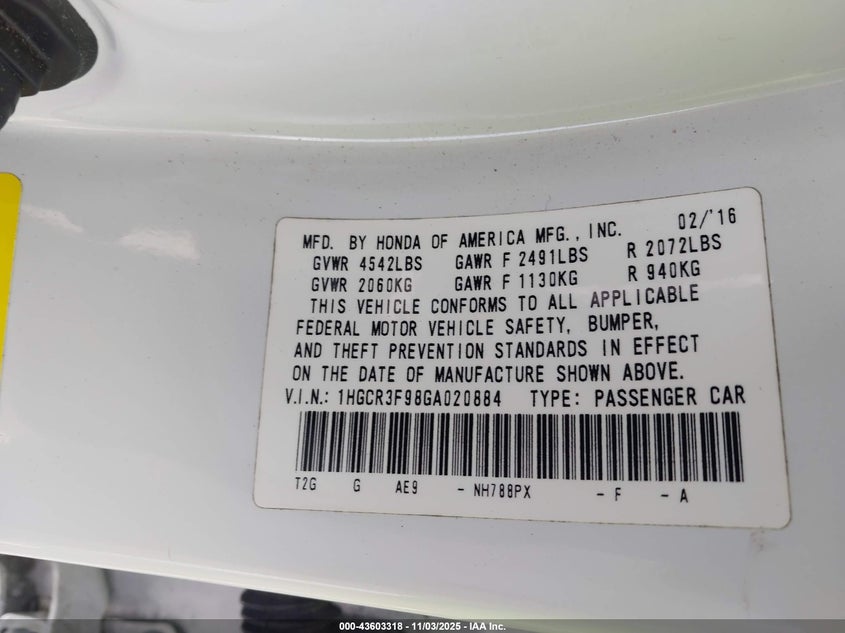 MFD. BY HONDA OF AMERICA MFG., INC. 02/'16
GVWR 4542LBS GAWR F 2491LBS R 2072LBS
GVWR 2060KG GAWR F 1130KG R 940KG
THIS VEHICLE CONFORMS TO ALL APPLICABLE
FEDERAL MOTOR VEHICLE SAFETY, BUMPER,
AND THEFT PREVENTION STANDARDS IN EFFECT
ON THE DATE OF MANUFACTURE SHOWN ABOVE.
V.I.N.: 1HGCR3F98GA020884 TYPE: PASSENGER CAR
T2G G AE9 - NH788PX - F - A
000-43603318 - 11/03/2025 - IAA Inc.